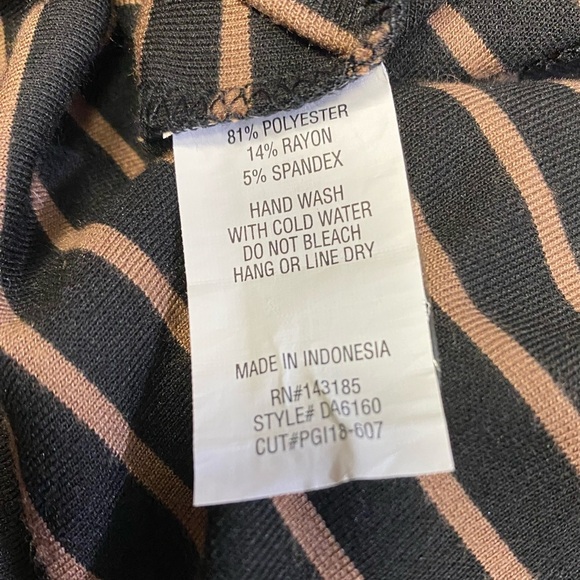 81% POLYESTER
14% RAYON
5% SPANDEX
HAND WASH
WITH COLD WATER
DO NOT BLEACH
HANG OR LINE DRY
MADE IN INDONESIA
RN#143185
STYLE# DA6160
CUT#PGI18-607